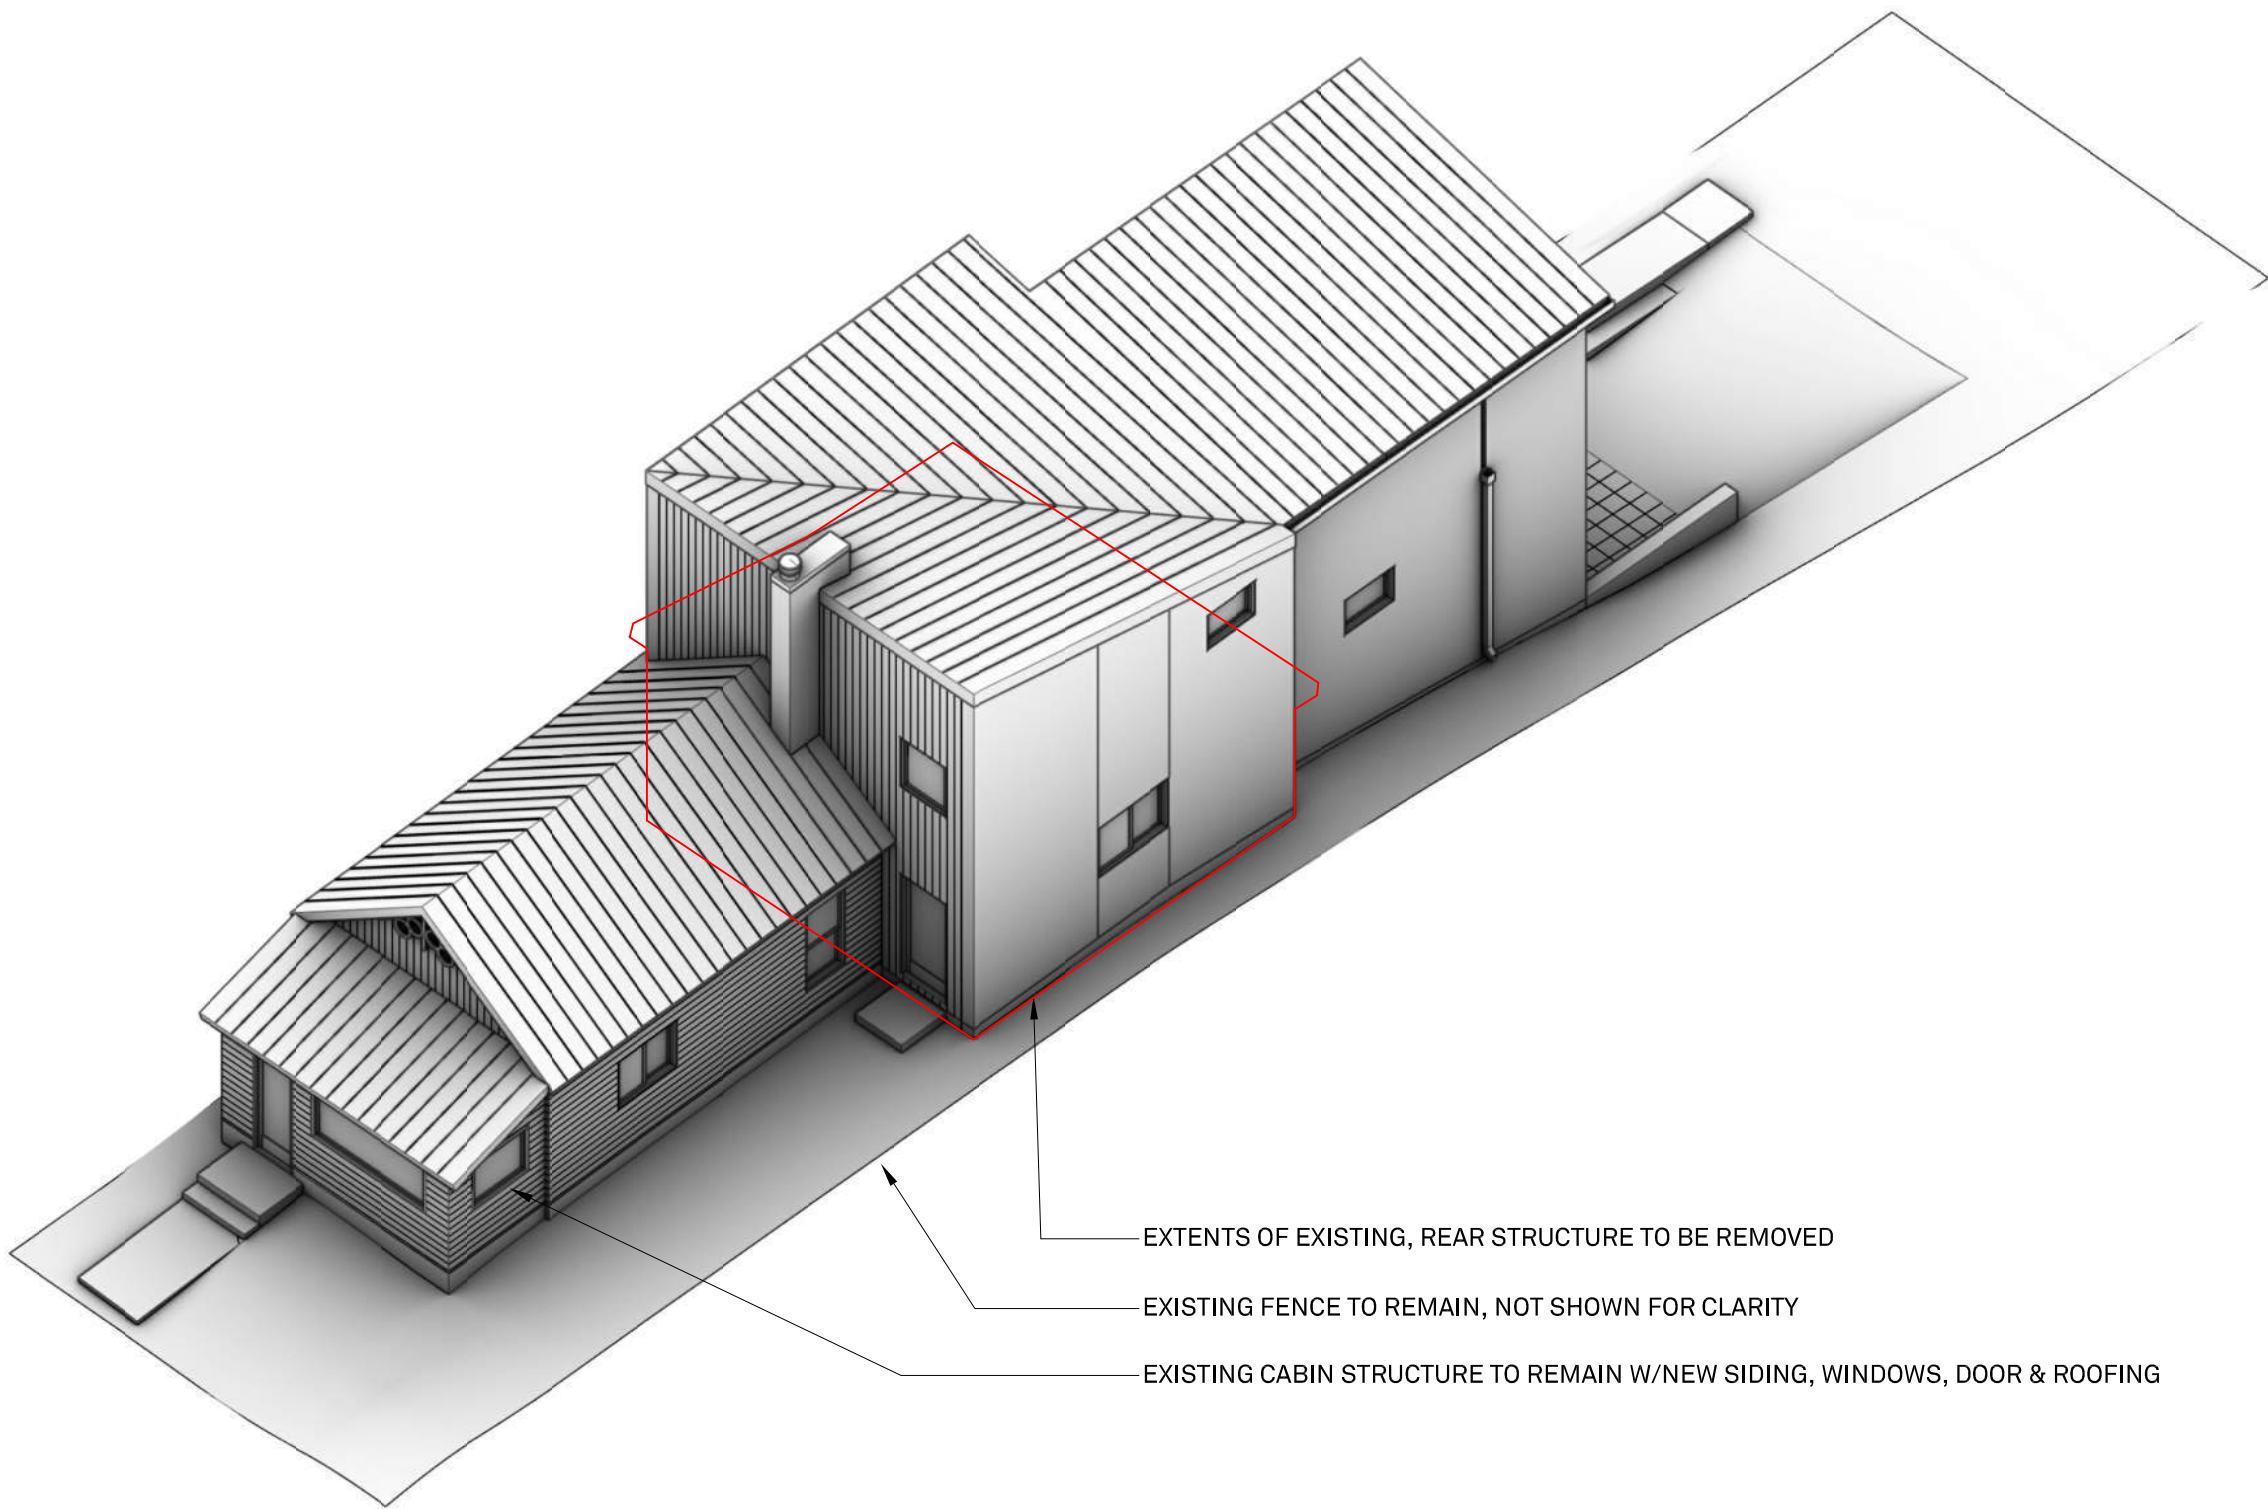 EXTENTS OF EXISTING, REAR STRUCTURE TO BE REMOVED
EXISTING FENCE TO REMAIN, NOT SHOWN FOR CLARITY
EXISTING CABIN STRUCTURE TO REMAIN W/NEW SIDING, WINDOWS, DOOR & ROOFING